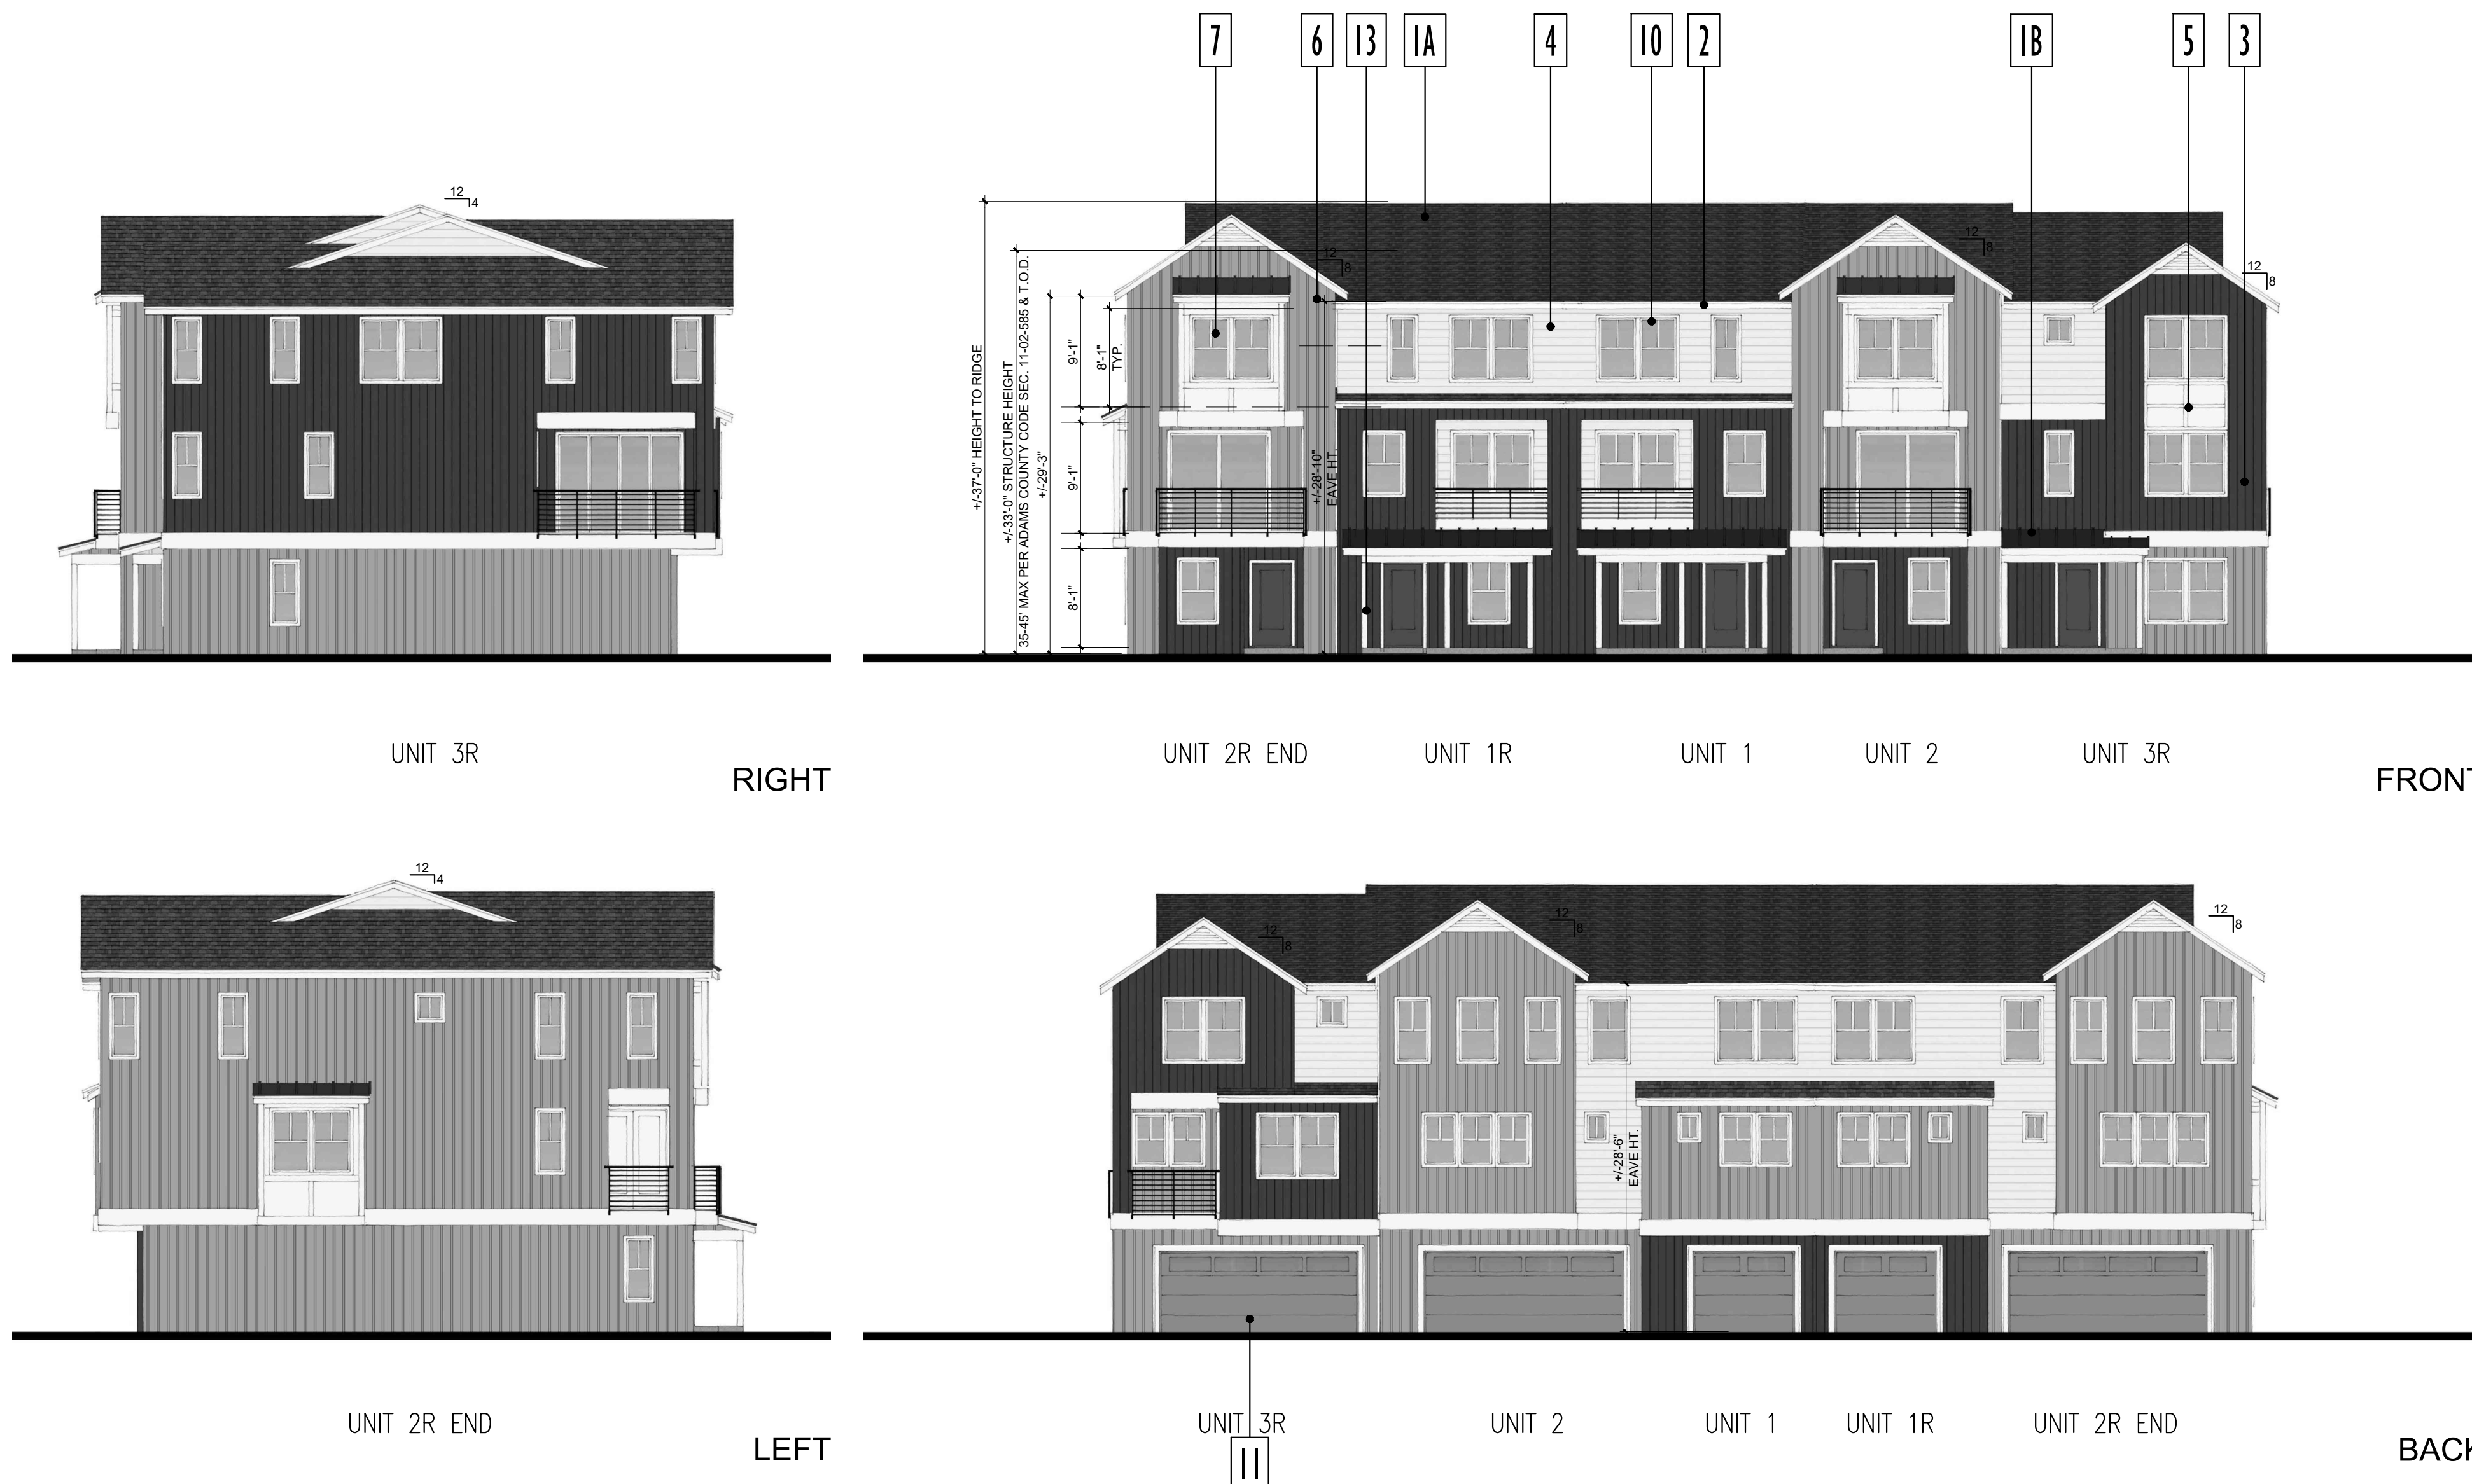 7 6 13 1A 4 10 2 1B 5 3
12
4
12
8
12
8
12
8
+/-37'-0" HEIGHT TO RIDGE
+/-33'-0" STRUCTURE HEIGHT
35-45' MAX PER ADAMS COUNTY CODE SEC. 11-02-585 & T.O.D.
+/-29'-3"
9'-1"
8'-1"
TYP.
9'-1"
8'-1"
+/-28'-10"
EAVE HT.
UNIT 3R
RIGHT
UNIT 2R END UNIT 1R UNIT 1 UNIT 2 UNIT 3R
FRONT
12
4
12
8
12
8
12
8
+/-28'-6"
EAVE HT.
UNIT 2R END
LEFT
UNIT 3R UNIT 2 UNIT 1 UNIT 1R UNIT 2R END
BACK
11